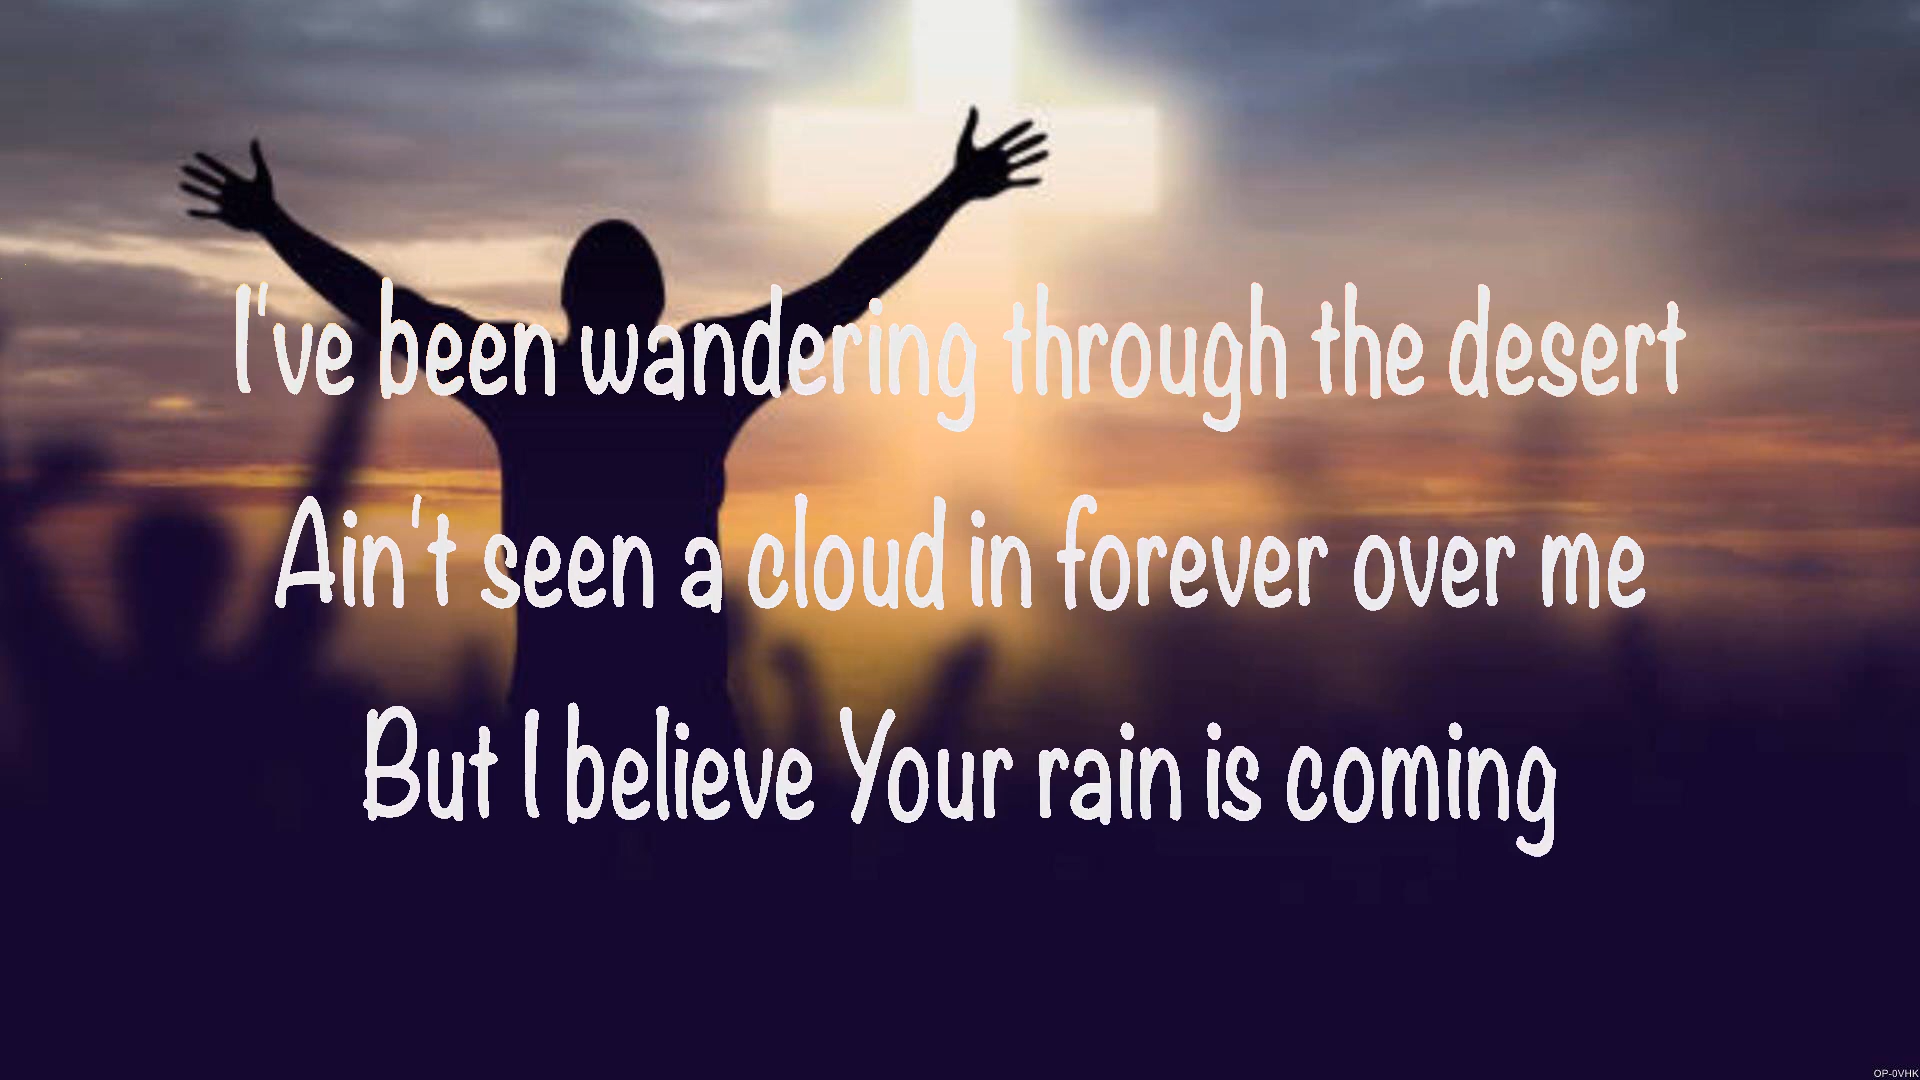 I've been wandering through the desert
Ain't seen a cloud in forever over me
But I believe Your rain is coming
OP-0VHK